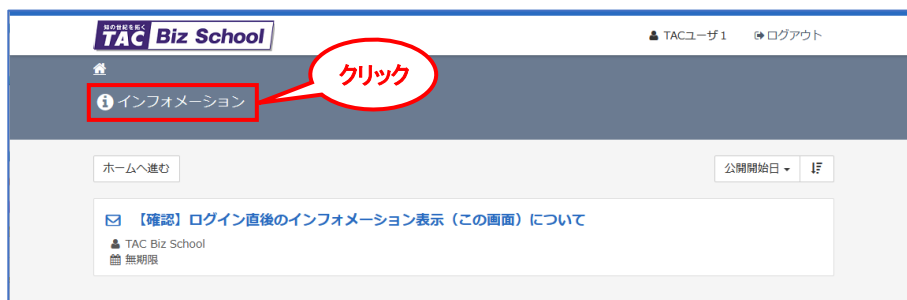 知の世紀を拓く
TAC Biz School
TACユーザ1 ログアウト
クリック
インフォメーション
ホームへ進む
公開開始日
【確認】ログイン直後のインフォメーション表示（この画面）について
TAC Biz School
無期限